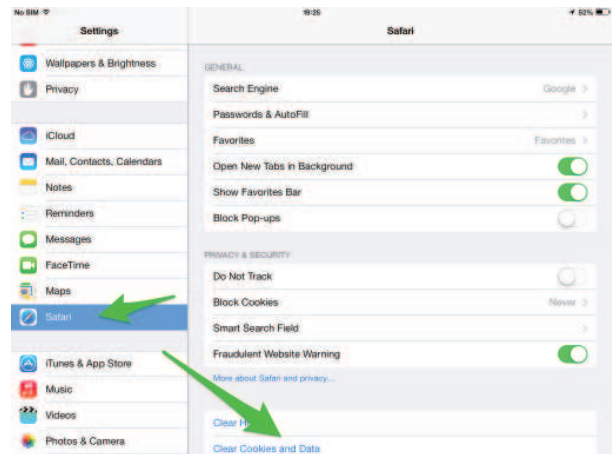 No SIM
19:26
52%
Settings
Safari
Wallpapers & Brightness
Privacy
iCloud
Mail, Contacts, Calendars
Notes
Reminders
Messages
FaceTime
Maps
Safari
iTunes & App Store
Music
Videos
Photos & Camera
GENERAL
Search Engine
Google
Passwords & AutoFill
Favorites
Favorites
Open New Tabs in Background
Show Favorites Bar
Block Pop-ups
PRIVACY & SECURITY
Do Not Track
Block Cookies
Never
Smart Search Field
Fraudulent Website Warning
More about Safari and privacy...
Clear
Clear Cookies and Data